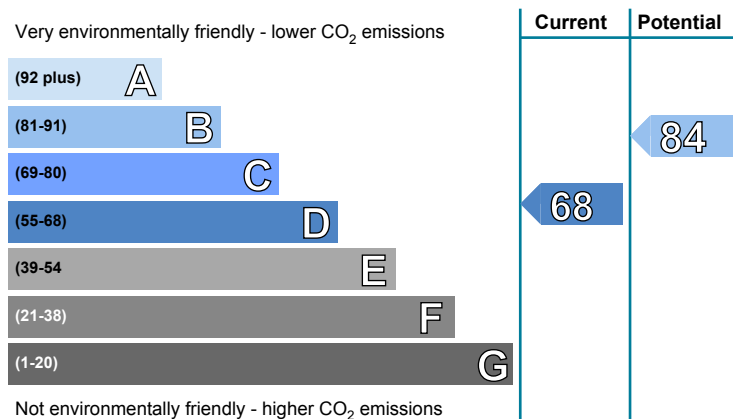 Very environmentally friendly - lower CO2 emissions
Current
Potential
(92 plus) A
(81-91) B
84
(69-80) C
(55-68) D
68
(39-54 E
(21-38) F
(1-20) G
Not environmentally friendly - higher CO2 emissions